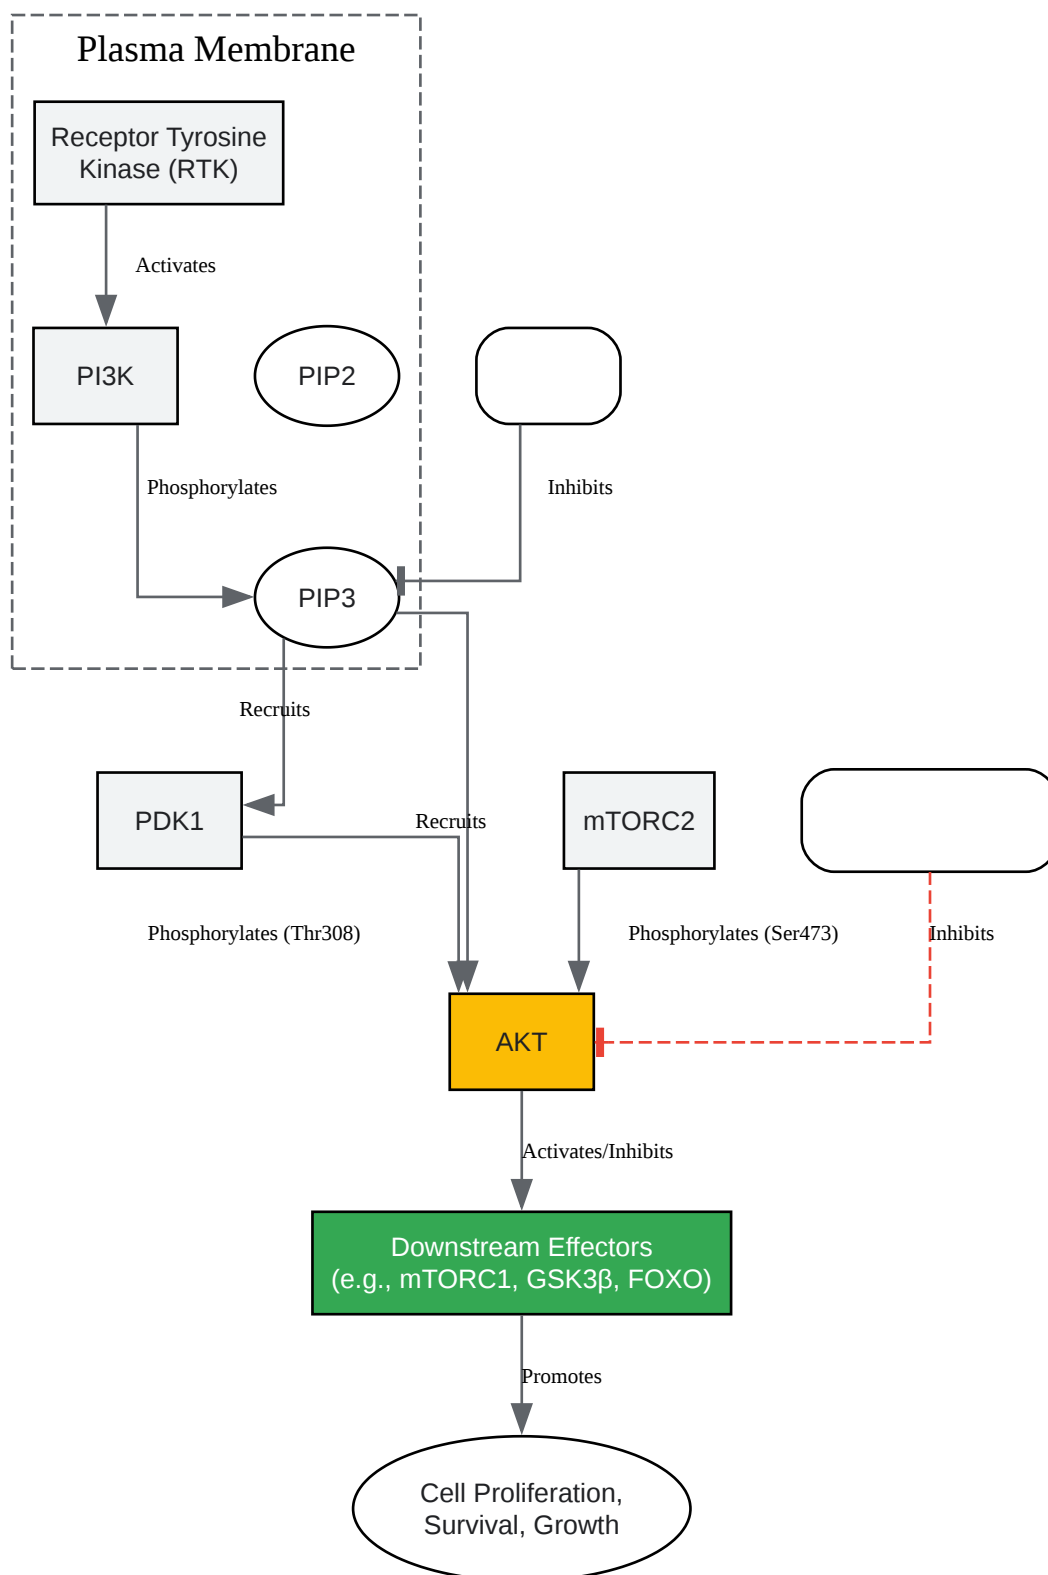 Plasma Membrane
Receptor Tyrosine
Kinase (RTK)
Activates
PI3K
PIP2
Phosphorylates
Inhibits
PIP3
Recruits
PDK1
Recruits
mTORC2
Phosphorylates (Thr308)
Phosphorylates (Ser473)
Inhibits
AKT
Activates/Inhibits
Downstream Effectors
(e.g., mTORC1, GSK3β, FOXO)
Promotes
Cell Proliferation,
Survival, Growth